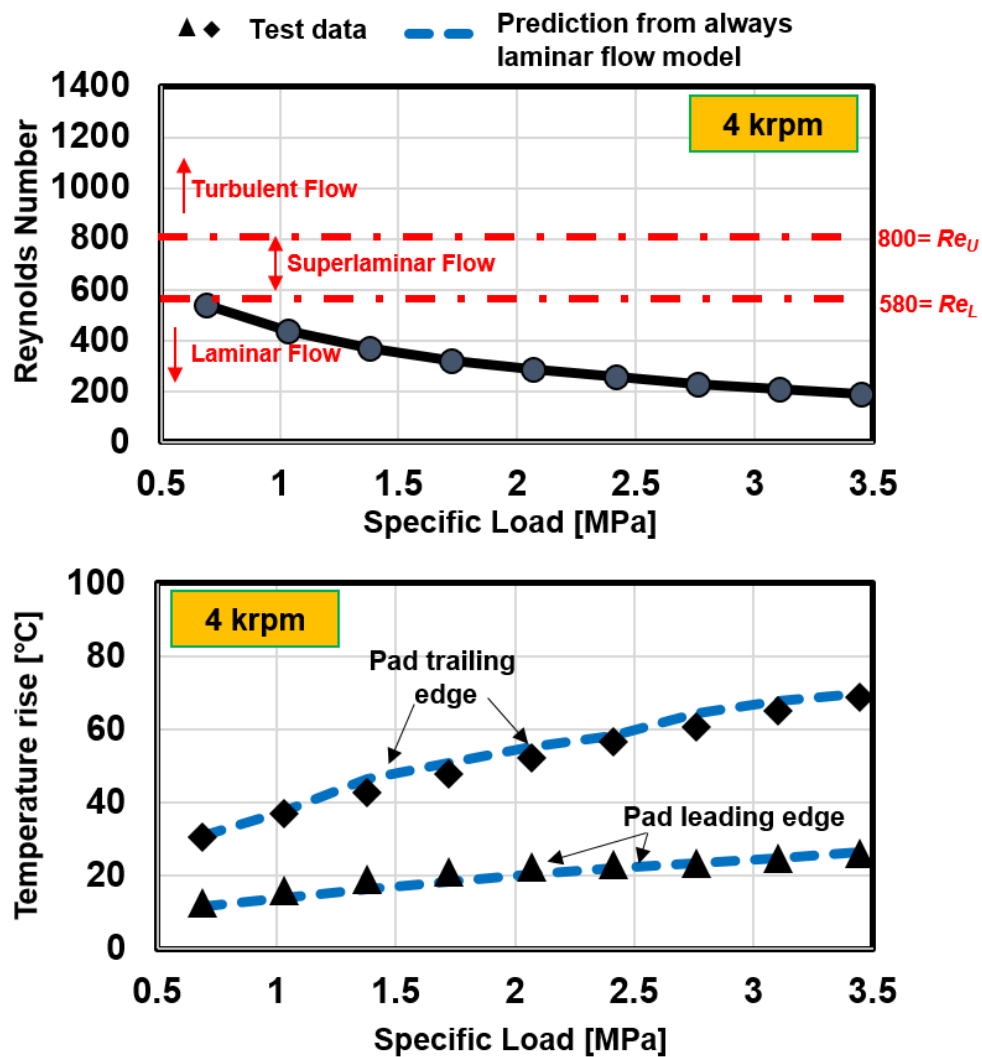 Test data
Prediction from always
laminar flow model
1400
1200
1000
800
600
400
200
0
Reynolds Number
4 krpm
Turbulent Flow
Superlaminar Flow
Laminar Flow
800= ReU
580= ReL
0.5 1 1.5 2 2.5 3 3.5
Specific Load [MPa]
100
80
60
40
20
0
Temperature rise [°C]
4 krpm
Pad trailing
edge
Pad leading edge
0.5 1 1.5 2 2.5 3 3.5
Specific Load [MPa]